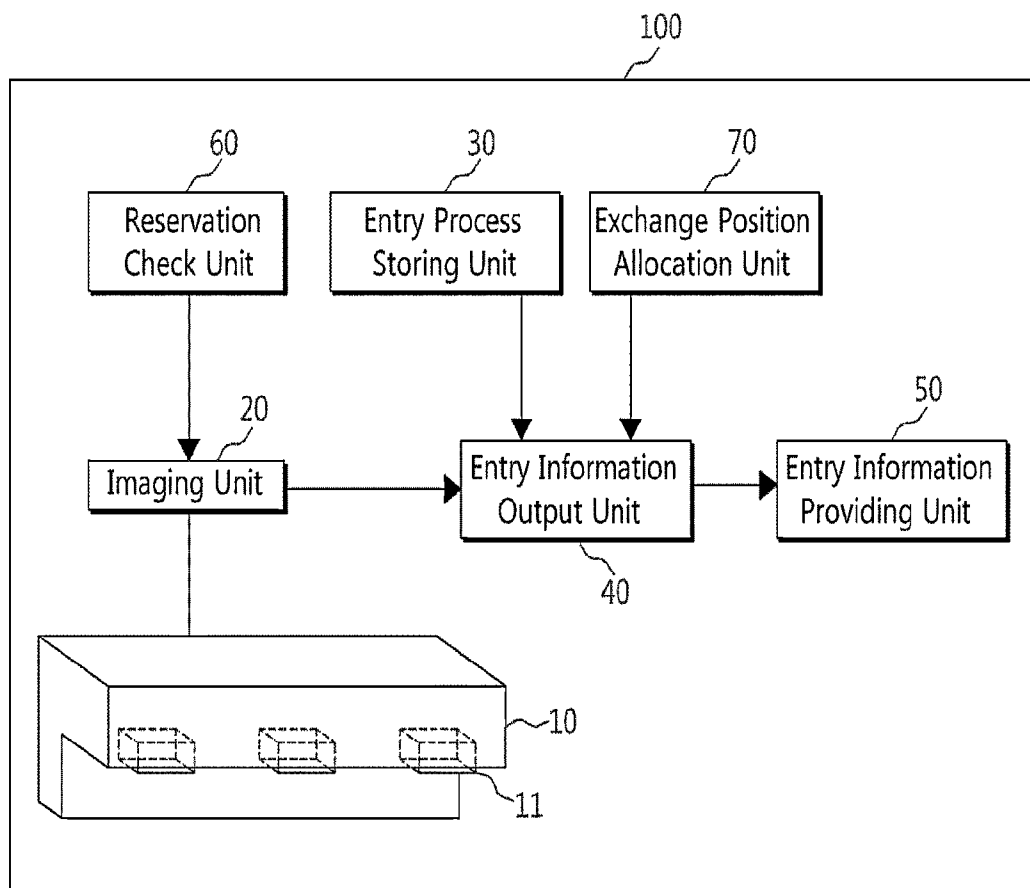 100
60
30
70
Reservation
Check Unit
Entry Process
Storing Unit
Exchange Position
Allocation Unit
20
50
Imaging Unit
Entry Information
Output Unit
Entry Information
Providing Unit
40
10
11